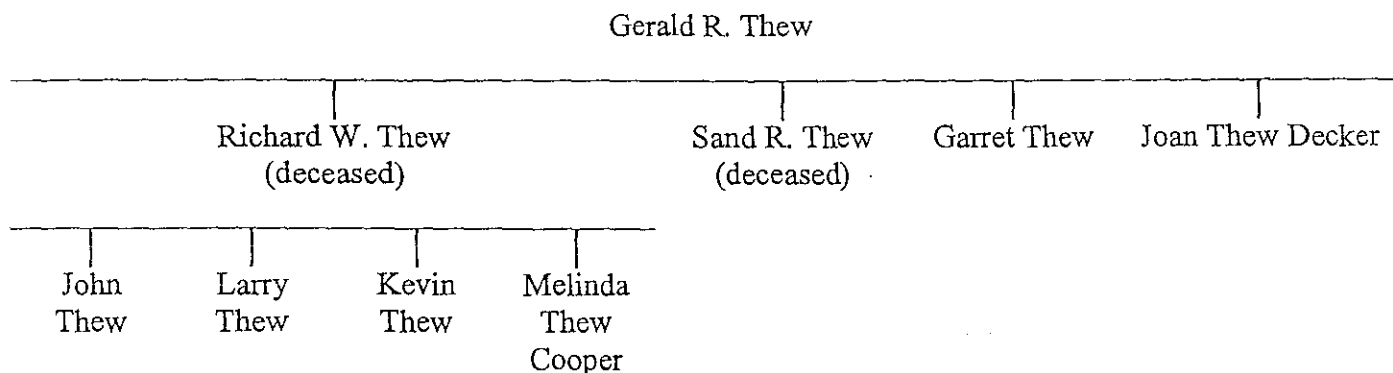 Gerald R. Thew
Richard W. Thew
(deceased)
Sand R. Thew
(deceased)
Garret Thew
Joan Thew Decker
John
Thew
Larry
Thew
Kevin
Thew
Melinda
Thew
Cooper